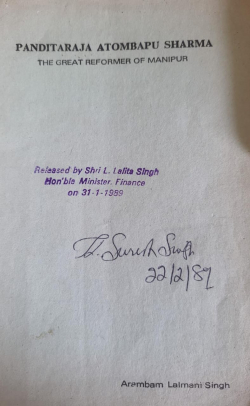 PANDITARAJA ATOMBAPU SHARMA
THE GREAT REFORMER OF MANIPUR
Released by Shri L. Lalita Singh
Hon'ble Minister, Finance
on 31-1-1989
Suresh Singh
22/2/89
Arambam Lalmani Singh